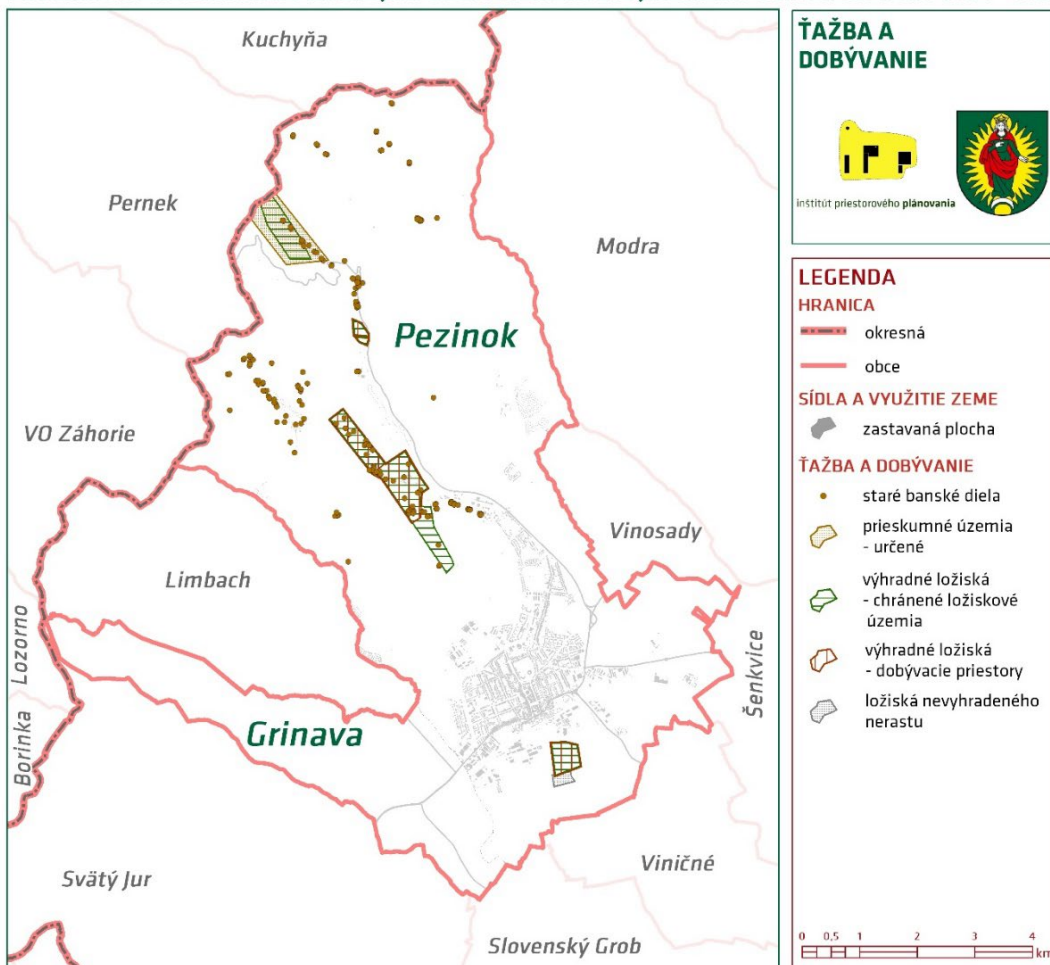 Kuchyňa
Pernek
Modra
Pezinok
VO Záhorie
Vinosady
Limbach
Lozorno
Šenkvice
Grinava
Borinka
Viničné
Svätý Jur
Slovenský Grob
ŤAŽBA A
DOBÝVANIE
inštitút priestorového plánovania
LEGENDA
HRANICA
okresná
obce
SÍDLA A VYUŽITIE ZEME
zastavaná plocha
ŤAŽBA A DOBÝVANIE
staré banské diela
prieskumné územia
- určené
výhradné ložiská
- chránené ložiskové
územia
výhradné ložiská
- dobývacie priestory
ložiská nevyhradeného
nerastu
0 0,5 1 2 3 4
km